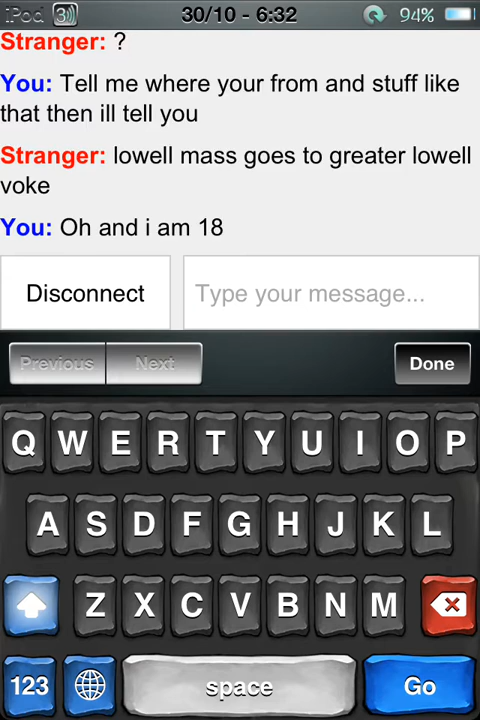 iPod 3 30/10 - 6:32 94%
Stranger: ?
You: Tell me where your from and stuff like
that then ill tell you
Stranger: lowell mass goes to greater lowell
voke
You: Oh and i am 18
Disconnect Type your message...
Previous Next Done
Q W E R T Y U I O P
A S D F G H J K L
Z X C V B N M
123 space Go